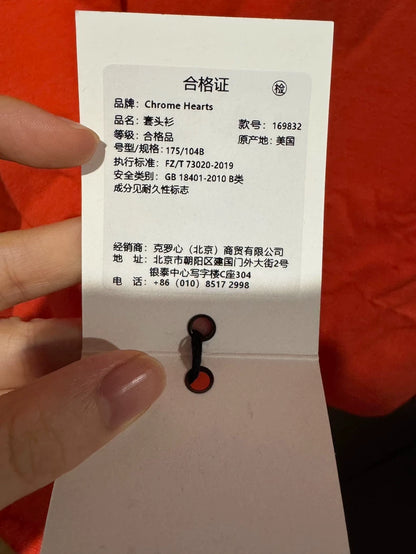 合格证 检
品牌：Chrome Hearts
品名：套头衫 款号：169832
等级：合格品 原产地：美国
号型/规格：175/104B
执行标准：FZ/T 73020-2019
安全类别：GB 18401-2010 B类
成分见耐久性标志
经销商：克罗心（北京）商贸有限公司
地 址：北京市朝阳区建国门外大街2号
银泰中心写字楼C座304
电 话：+86（010）8517 2998